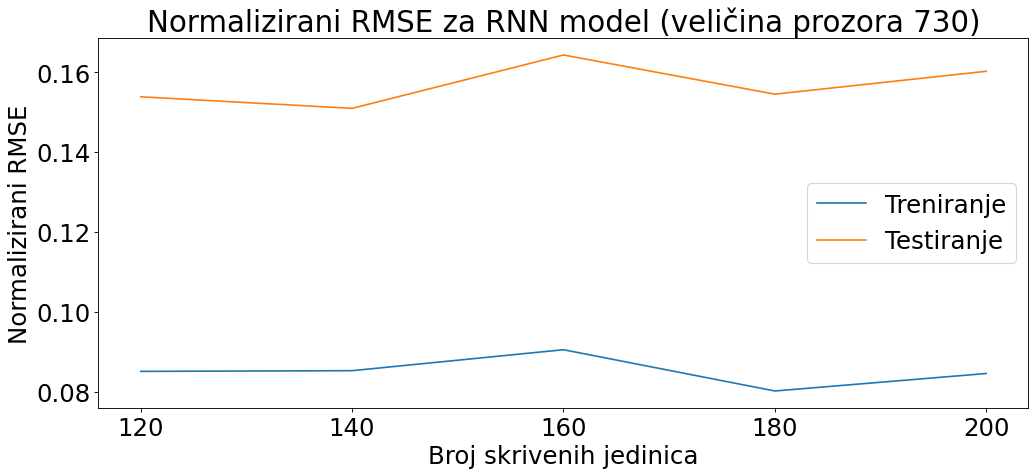 Normalizirani RMSE za RNN model (veličina prozora 730)
Normalizirani RMSE
0.16
0.14
0.12
0.10
0.08
Treniranje
Testiranje
120 140 160 180 200
Broj skrivenih jedinica